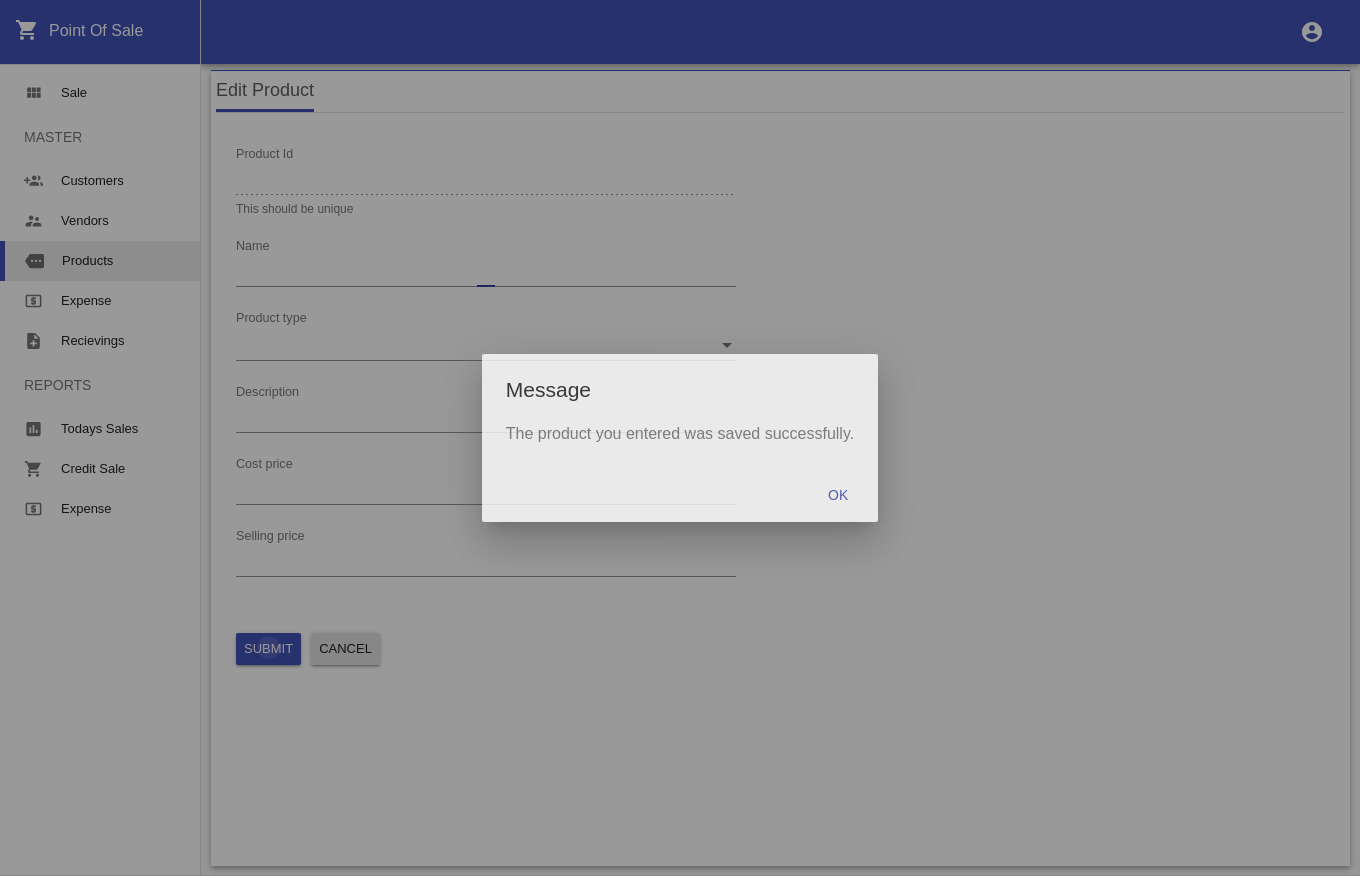 Point Of Sale
Sale
MASTER
Customers
Vendors
Products
Expense
Recievings
REPORTS
Todays Sales
Credit Sale
Expense
Edit Product
Product Id
This should be unique
Name
Product type
Description
Cost price
Selling price
SUBMIT CANCEL
Message
The product you entered was saved successfully.
OK